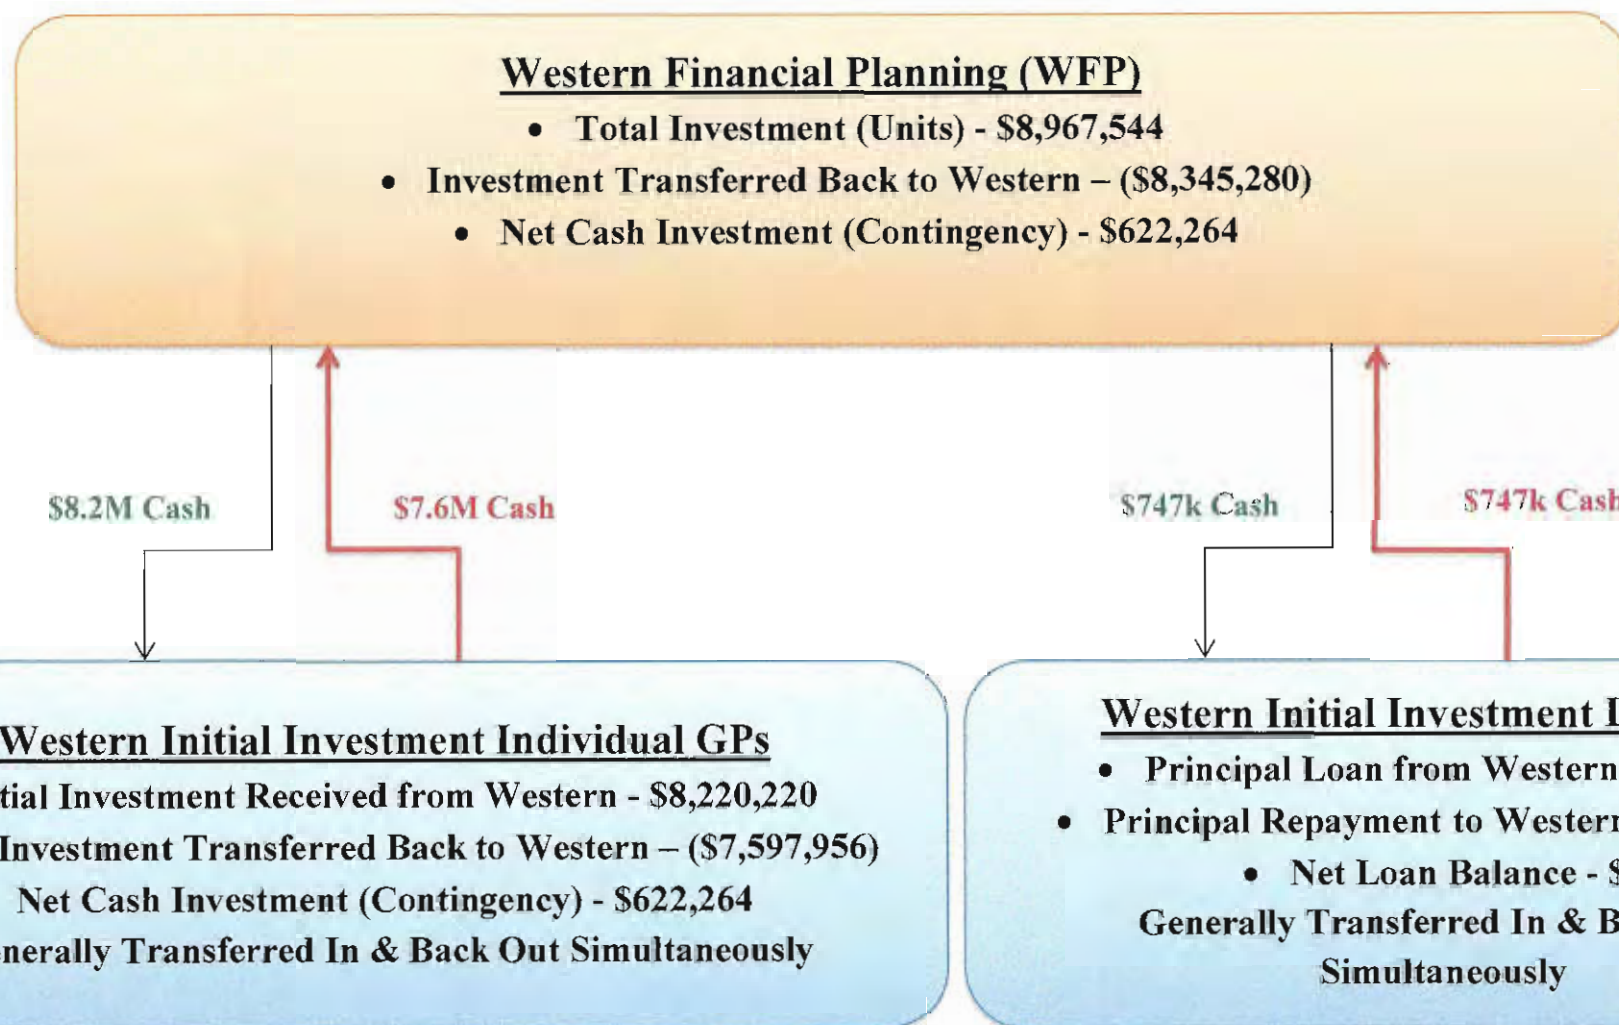 Western Financial Planning (WFP)
• Total Investment (Units) - $8,967,544
• Investment Transferred Back to Western – ($8,345,280)
• Net Cash Investment (Contingency) - $622,264
$8.2M Cash
$7.6M Cash
$747k Cash
$747k Cash
Western Initial Investment Individual GPs
tial Investment Received from Western - $8,220,220
Investment Transferred Back to Western – ($7,597,956)
Net Cash Investment (Contingency) - $622,264
nerally Transferred In & Back Out Simultaneously
Western Initial Investment
• Principal Loan from Western
• Principal Repayment to Western
• Net Loan Balance - $
Generally Transferred In & B
Simultaneously